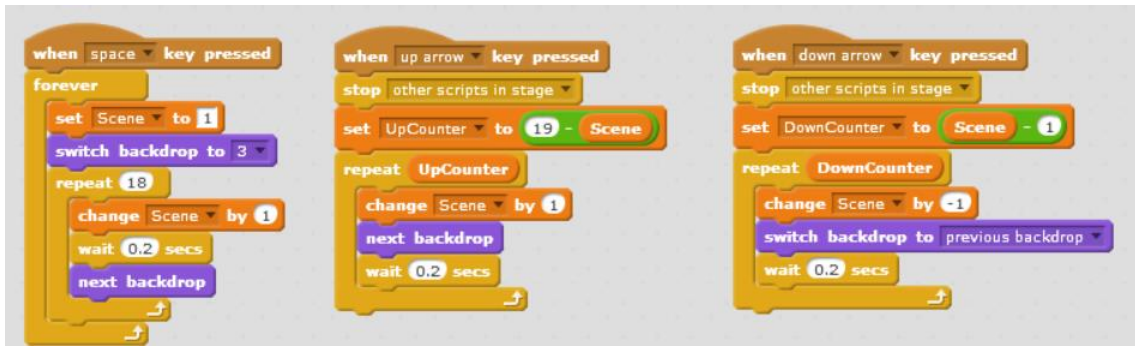 when space key pressed
forever
set Scene to 1
switch backdrop to 3
repeat 18
change Scene by 1
wait 0.2 secs
next backdrop
when up arrow key pressed
stop other scripts in stage
set UpCounter to 19 - Scene
repeat UpCounter
change Scene by 1
next backdrop
wait 0.2 secs
when down arrow key pressed
stop other scripts in stage
set DownCounter to Scene - 1
repeat DownCounter
change Scene by -1
switch backdrop to previous backdrop
wait 0.2 secs